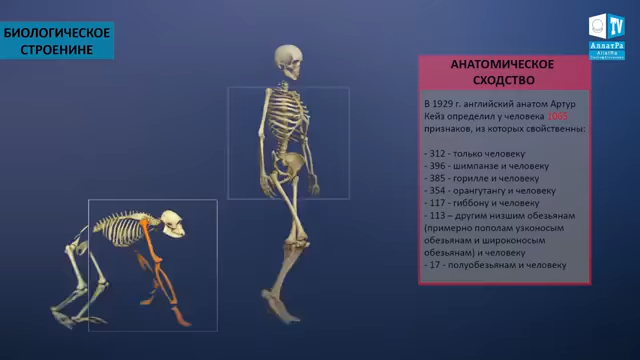 БИОЛОГИЧЕСКОЕ
СТРОЕНИНЕ
TV
АллатРа
AllatRa
АНАТОМИЧЕСКОЕ
СХОДСТВО
В 1929 г. английский анатом Артур
Кейз определил у человека 1065
признаков, из которых свойственны:
- 312 - только человеку
- 396 - шимпанзе и человеку
- 385 - горилле и человеку
- 354 - орангутангу и человеку
- 117 - гиббону и человеку
- 113 – другим низшим обезьянам
(примерно пополам узконосым
обезьянам и широконосым
обезьянам) и человеку
- 17 - полуобезьянам и человеку